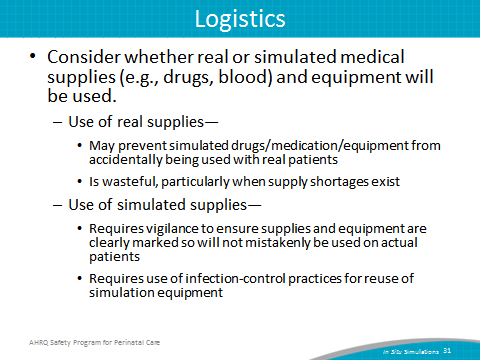 Logistics
• Consider whether real or simulated medical
supplies (e.g., drugs, blood) and equipment will
be used.
– Use of real supplies—
• May prevent simulated drugs/medication/equipment from
accidentally being used with real patients
• Is wasteful, particularly when supply shortages exist
– Use of simulated supplies—
• Requires vigilance to ensure supplies and equipment are
clearly marked so will not mistakenly be used on actual
patients
• Requires use of infection-control practices for reuse of
simulation equipment
AHRQ Safety Program for Perinatal Care
In Situ Simulations 31